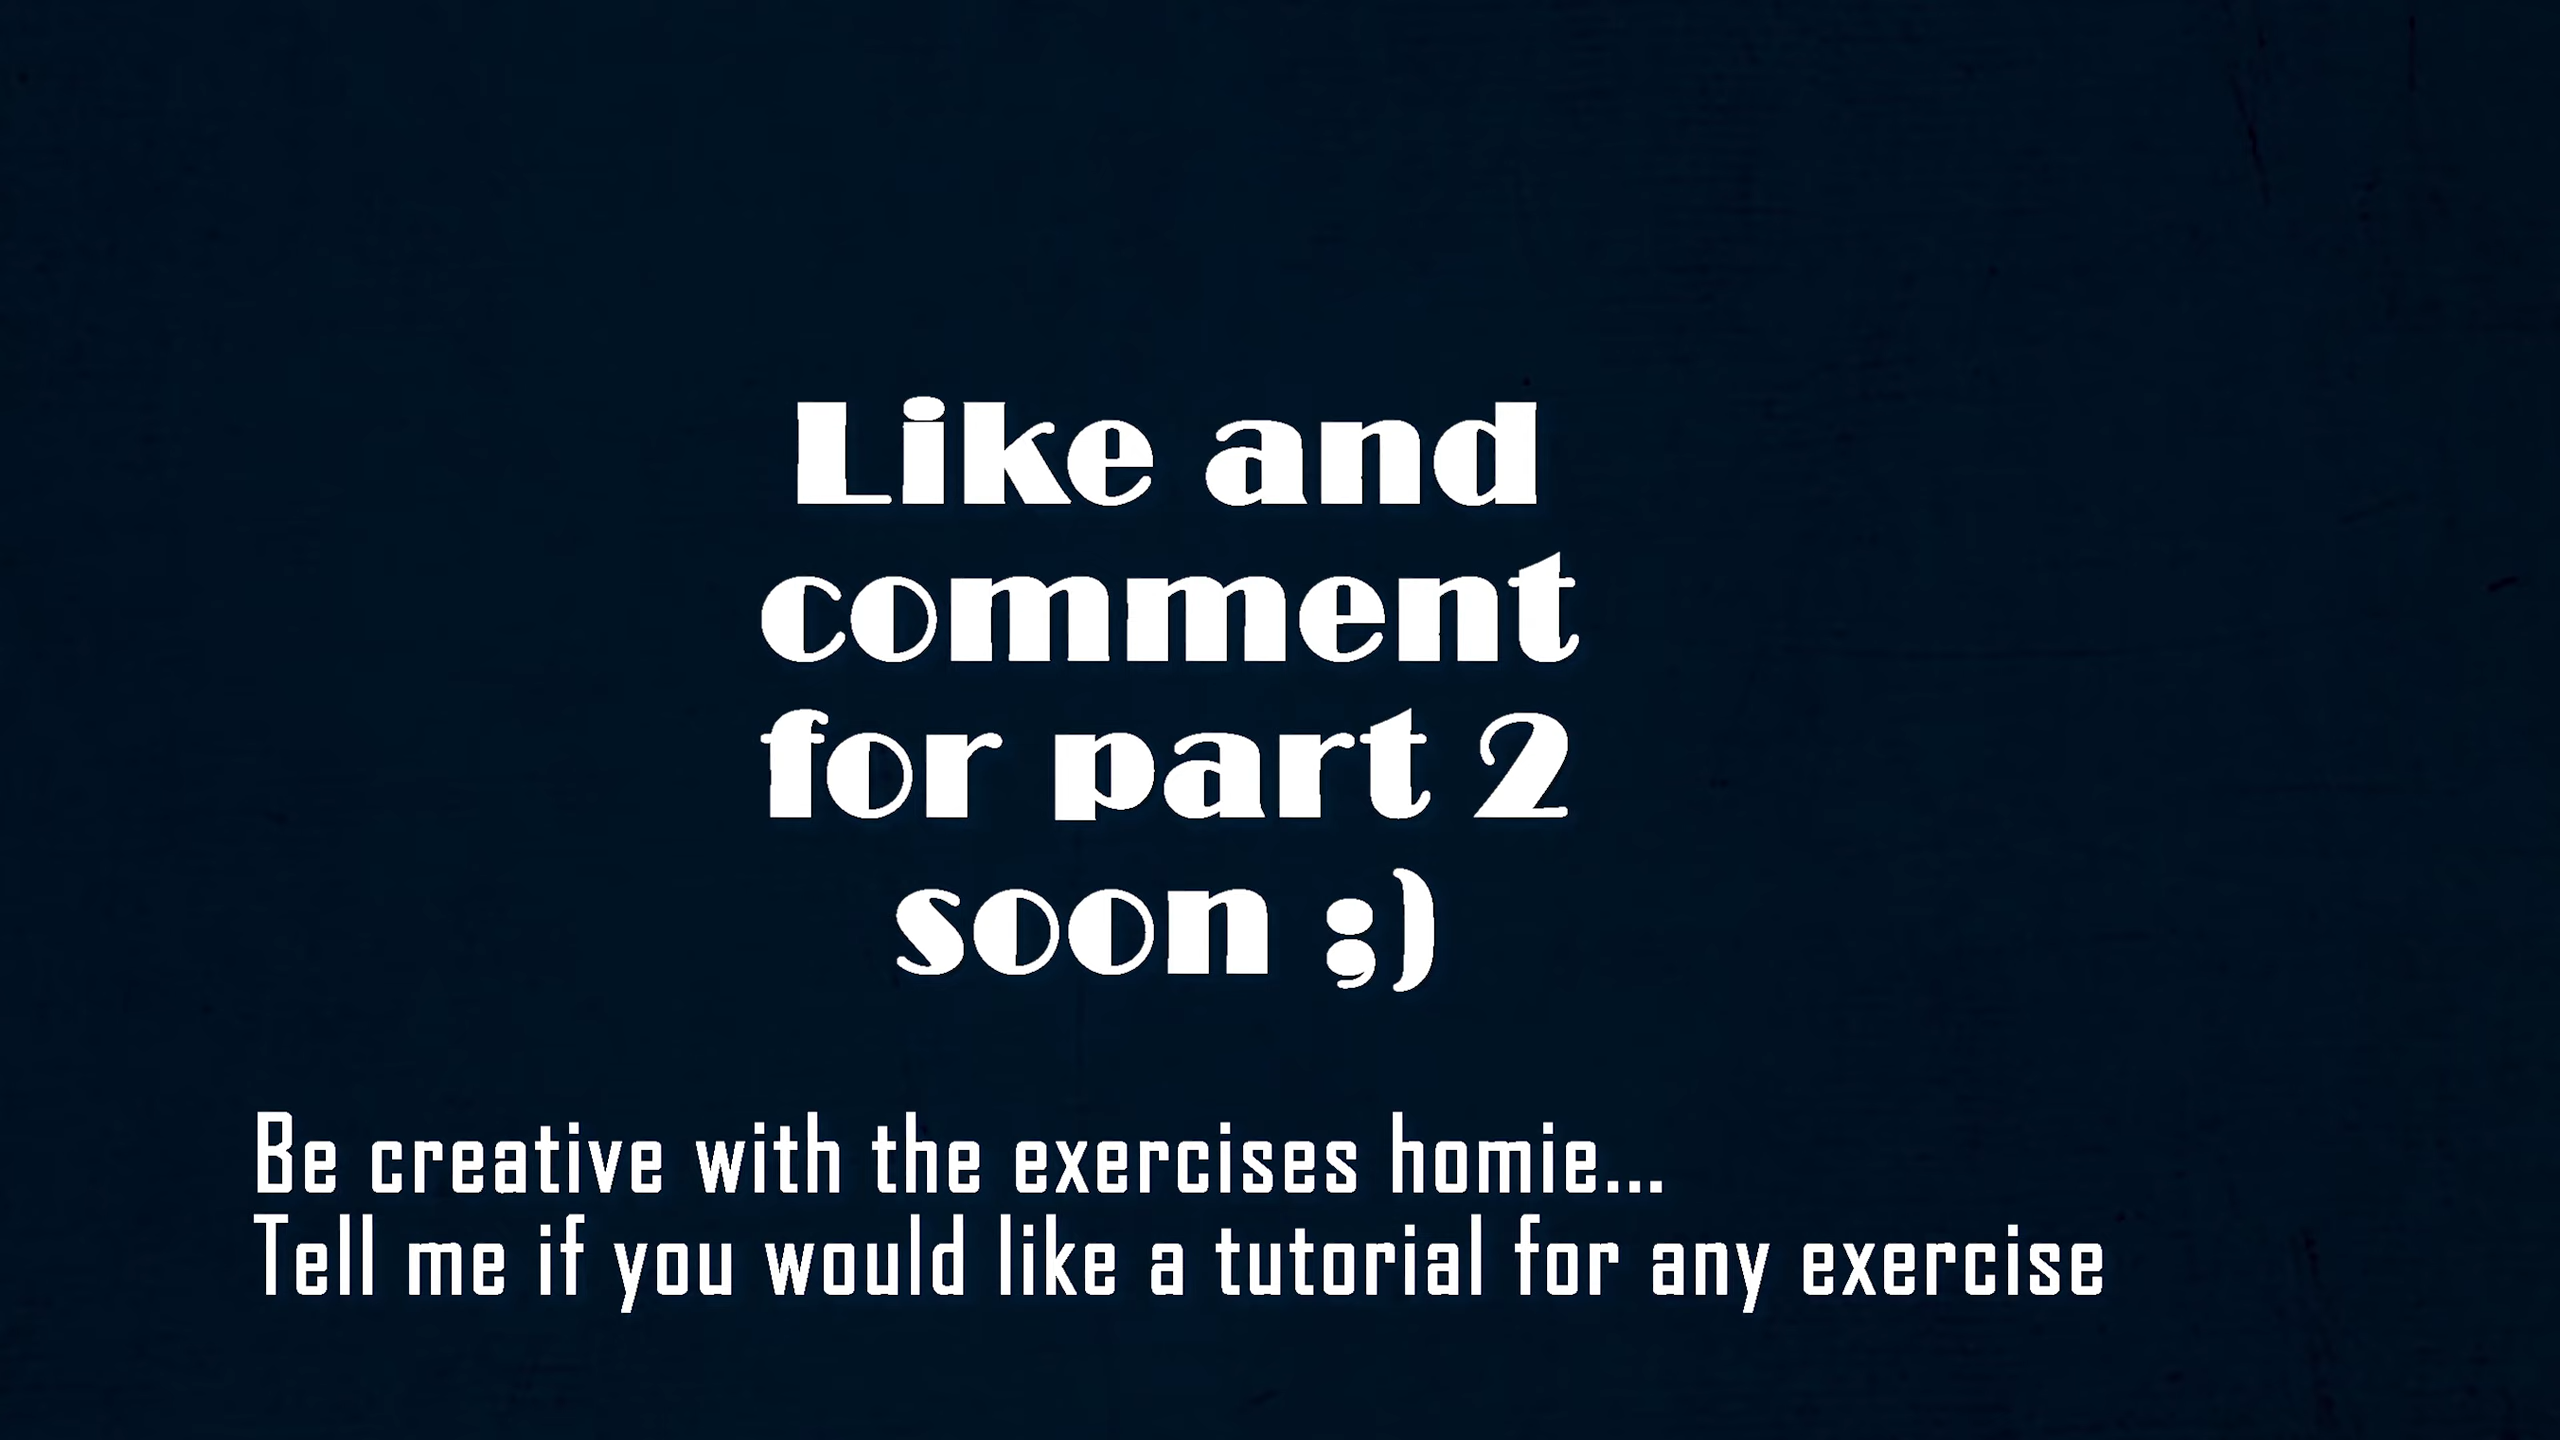 Like and
comment
for part 2
soon ;)
Be creative with the exercises homie...
Tell me if you would like a tutorial for any exercise